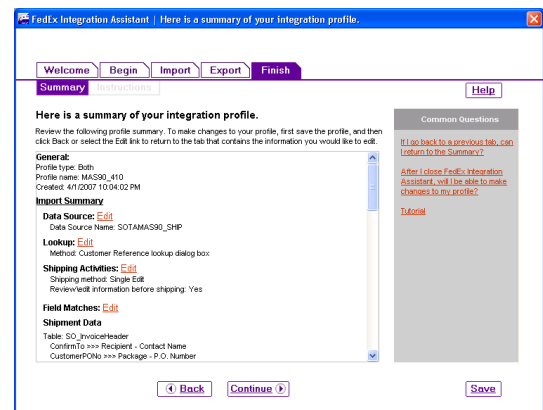 FedEx Integration Assistant | Here is a summary of your integration profile.
Welcome Begin Import Export Finish
Summary Instructions
Help
Here is a summary of your integration profile.
Review the following profile summary. To make changes to your profile, first save the profile, and then
click Back or select the Edit link to return to the tab that contains the information you would like to edit.
General:
Profile type: Both
Profile name: MAS90_410
Created: 4/1/2007 10:04:02 PM
Import Summary
Data Source: Edit
Data Source Name: SOTAMAS90_SHIP
Lookup: Edit
Method: Customer Reference lookup dialog box
Shipping Activities: Edit
Shipping method: Single Edit
Review\edit information before shipping: Yes
Field Matches: Edit
Shipment Data
Table: SO_InvoiceHeader
ConfirmTo >>> Recipient - Contact Name
CustomerPONo >>> Package - P.O. Number
Common Questions
If I go back to a previous tab, can
I return to the Summary?
After I close FedEx Integration
Assistant, will I be able to make
changes to my profile?
Tutorial
Back Continue Save